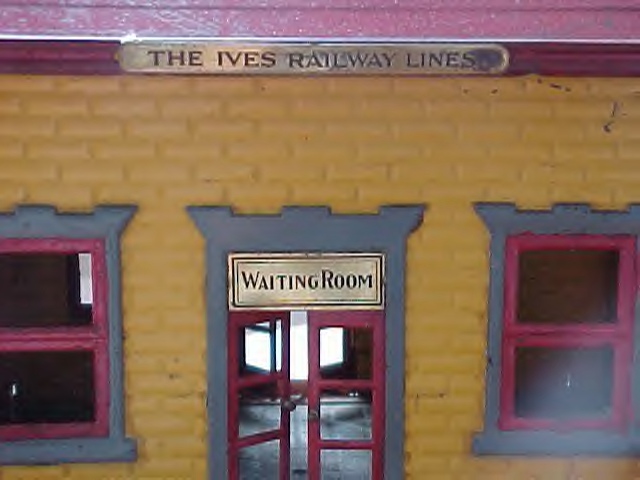 THE IVES RAILWAY LINES
WAITING ROOM